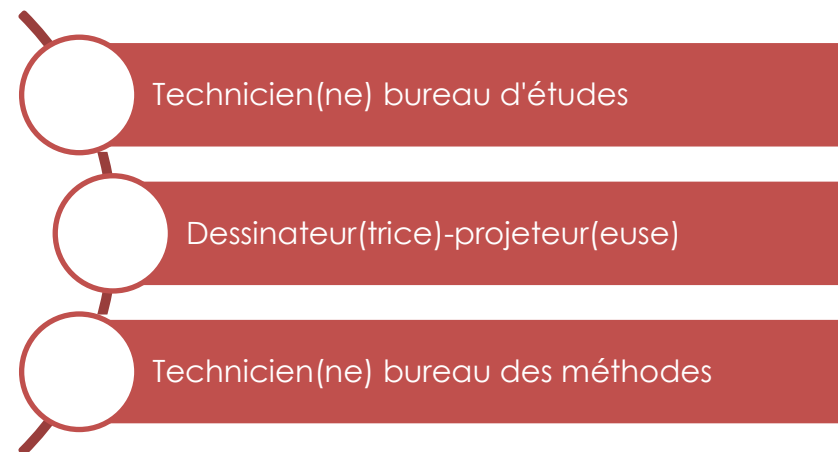 Technicien(ne) bureau d'études
Dessinateur(trice)-projeteur(euse)
Technicien(ne) bureau des méthodes